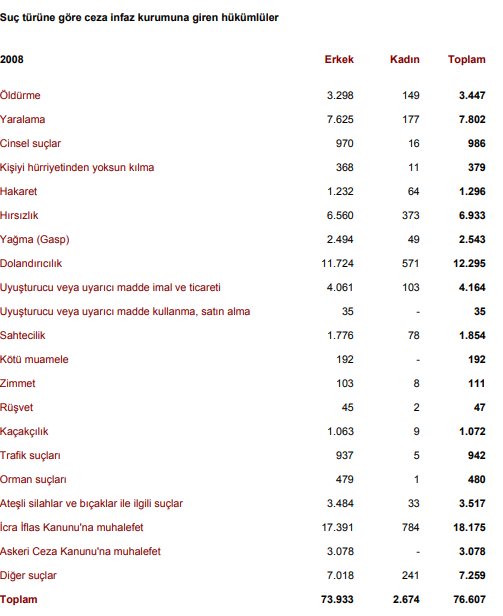 Suç türüne göre ceza infaz kurumuna giren hükümlüler
2008 Erkek Kadın Toplam
Öldürme 3.298 149 3.447
Yaralama 7.625 177 7.802
Cinsel suçlar 970 16 986
Kişiyi hürriyetinden yoksun kılma 368 11 379
Hakaret 1.232 64 1.296
Hırsızlık 6.560 373 6.933
Yağma (Gasp) 2.494 49 2.543
Dolandırıcılık 11.724 571 12.295
Uyuşturucu veya uyarıcı madde imal ve ticareti 4.061 103 4.164
Uyuşturucu veya uyarıcı madde kullanma, satın alma 35 - 35
Sahtecilik 1.776 78 1.854
Kötü muamele 192 - 192
Zimmet 103 8 111
Rüşvet 45 2 47
Kaçakçılık 1.063 9 1.072
Trafik suçları 937 5 942
Orman suçları 479 1 480
Ateşli silahlar ve bıçaklar ile ilgili suçlar 3.484 33 3.517
İcra İflas Kanunu'na muhalefet 17.391 784 18.175
Askeri Ceza Kanunu'na muhalefet 3.078 - 3.078
Diğer suçlar 7.018 241 7.259
Toplam 73.933 2.674 76.607